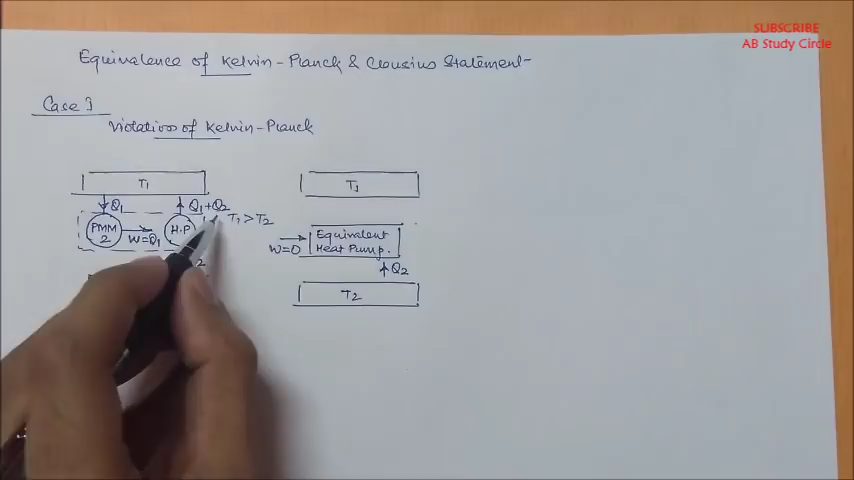 SUBSCRIBE
AB Study Circle
Equivalence of Kelvin-Planck & Clausius Statement-
Case I
Violation of Kelvin-Planck
T1
T1
Q1
Q1+Q2
T1 > T2
PMM
2
W=Q1
H.P
Equivalent
Heat Pump.
W=0
2
Q2
T2